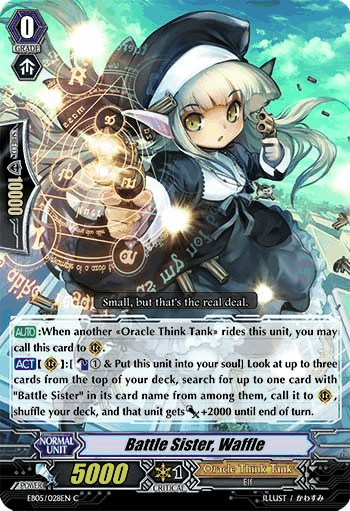 0
GRADE
SHIELD 10000
Small, but that's the real deal.
AUTO:When another «Oracle Think Tank» rides this unit, you may
call this card to R.
ACT[R]:[①& Put this unit into your soul] Look at up to three
cards from the top of your deck, search for up to one card with
"Battle Sister" in its card name from among them, call it to R,
shuffle your deck, and that unit gets +2000 until end of turn.
NORMAL UNIT
Battle Sister, Waffle
POWER 5000
1 CRITICAL
Oracle Think Tank
Elf
EB05/028EN C
ILLUST / かわすみ